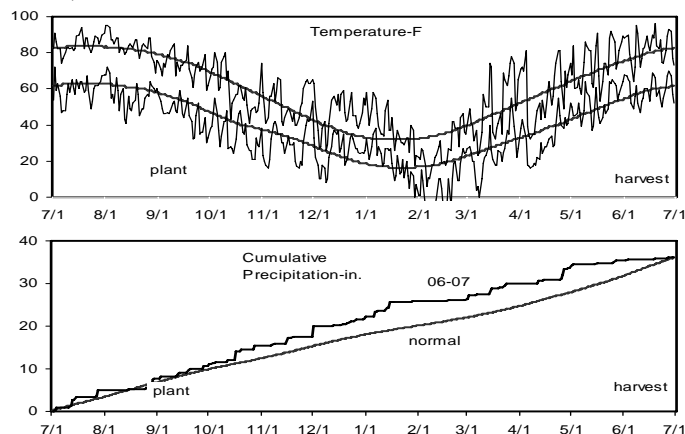 100
Temperature-F
80
60
40
20
plant
harvest
0
7/1 8/1 9/1 10/1 11/1 12/1 1/1 2/1 3/1 4/1 5/1 6/1 7/1
40
Cumulative
Precipitation-in.
06-07
30
20
normal
10
plant
harvest
0
7/1 8/1 9/1 10/1 11/1 12/1 1/1 2/1 3/1 4/1 5/1 6/1 7/1